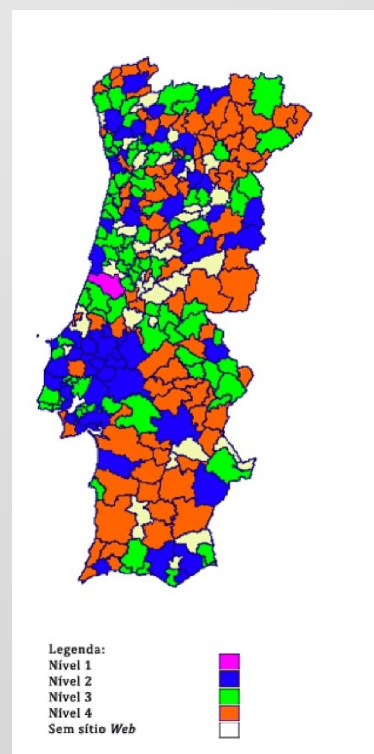 Legenda:
Nível 1
Nível 2
Nível 3
Nível 4
Sem sítio Web